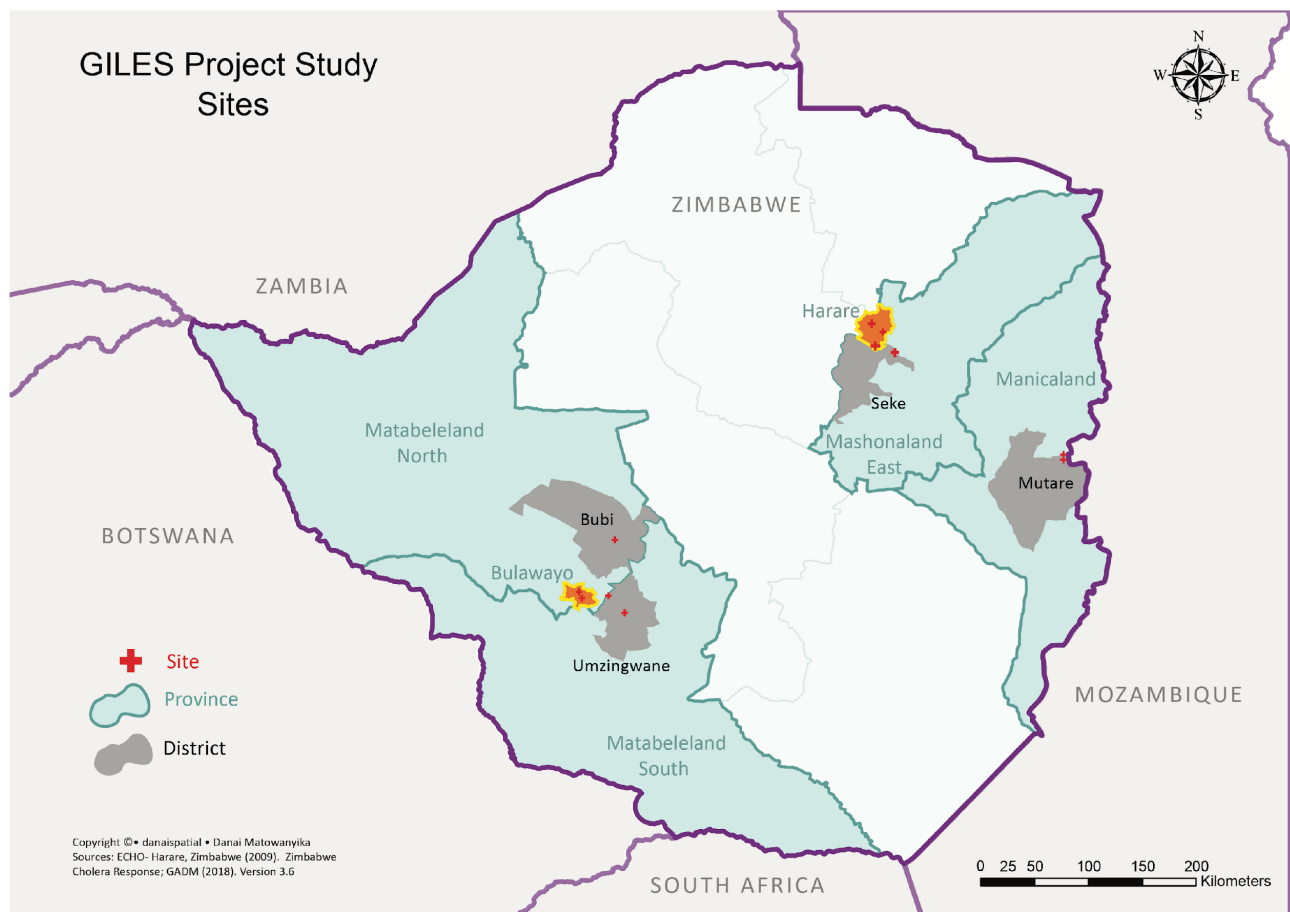 GILES Project Study
Sites
N
W
E
S
ZIMBABWE
ZAMBIA
Harare
Manicaland
Seke
Matabeleland
North
Mashonaland
East
Mutare
Bubi
BOTSWANA
Bulawayo
Umzingwane
Site
MOZAMBIQUE
Province
District
Matabeleland
South
Copyright ©• danaispatial • Danai Matowanyika
Sources: ECHO- Harare, Zimbabwe (2009). Zimbabwe
Cholera Response; GADM (2018). Version 3.6
0 25 50 100 150 200
Kilometers
SOUTH AFRICA